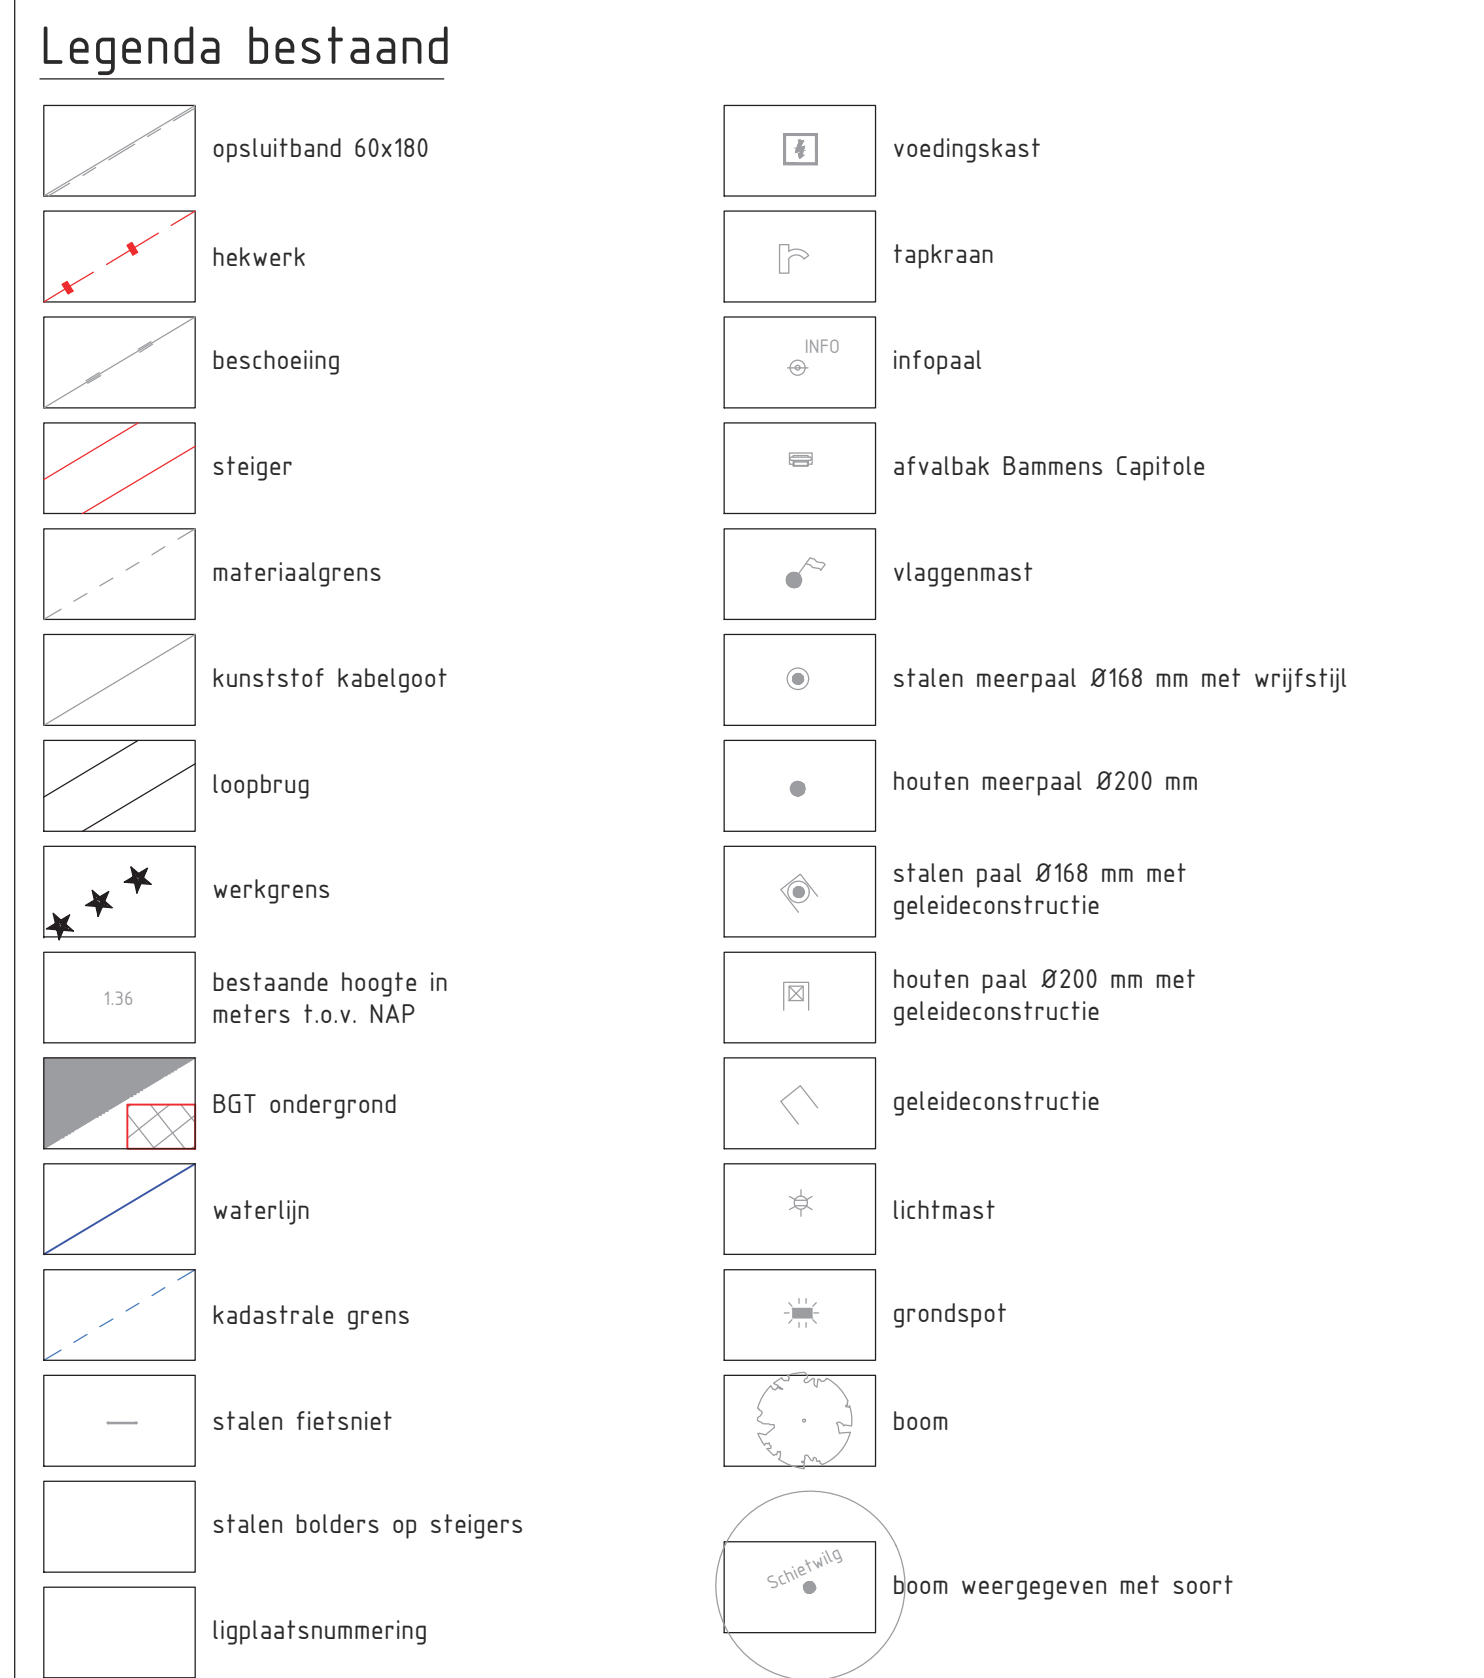 Legenda bestaand
opsluitband 60x180
hekwerk
beschoeiing
steiger
materiaalgrens
kunststof kabelgoot
loopbrug
werkgrens
1.36
bestaande hoogte in
meters t.o.v. NAP
BGT ondergrond
waterlijn
kadastrale grens
stalen fietsniet
stalen bolders op steigers
ligplaatsnummering
voedingskast
tapkraan
INFO
infopaal
afvalbak Bammens Capitole
vlaggenmast
stalen meerpaal Ø168 mm met wrijfstijl
houten meerpaal Ø200 mm
stalen paal Ø168 mm met
geleideconstructie
houten paal Ø200 mm met
geleideconstructie
geleideconstructie
lichtmast
grondspot
boom
Schietwilg
boom weergegeven met soort